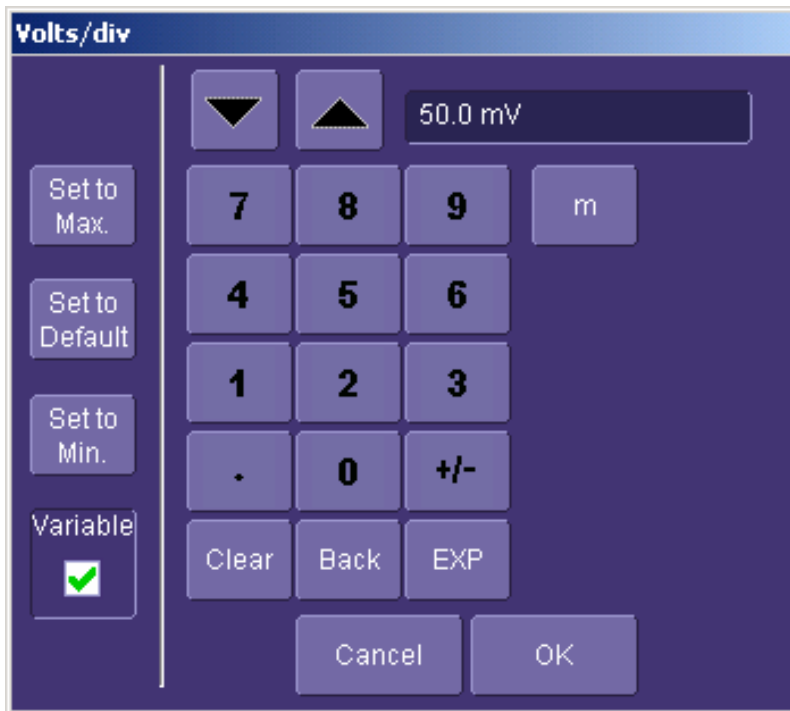 Volts/div
50.0 mV
Set to
Max.
7 8 9 m
Set to
Default
4 5 6
1 2 3
Set to
Min.
. 0 +/-
Variable
Clear Back EXP
Cancel OK